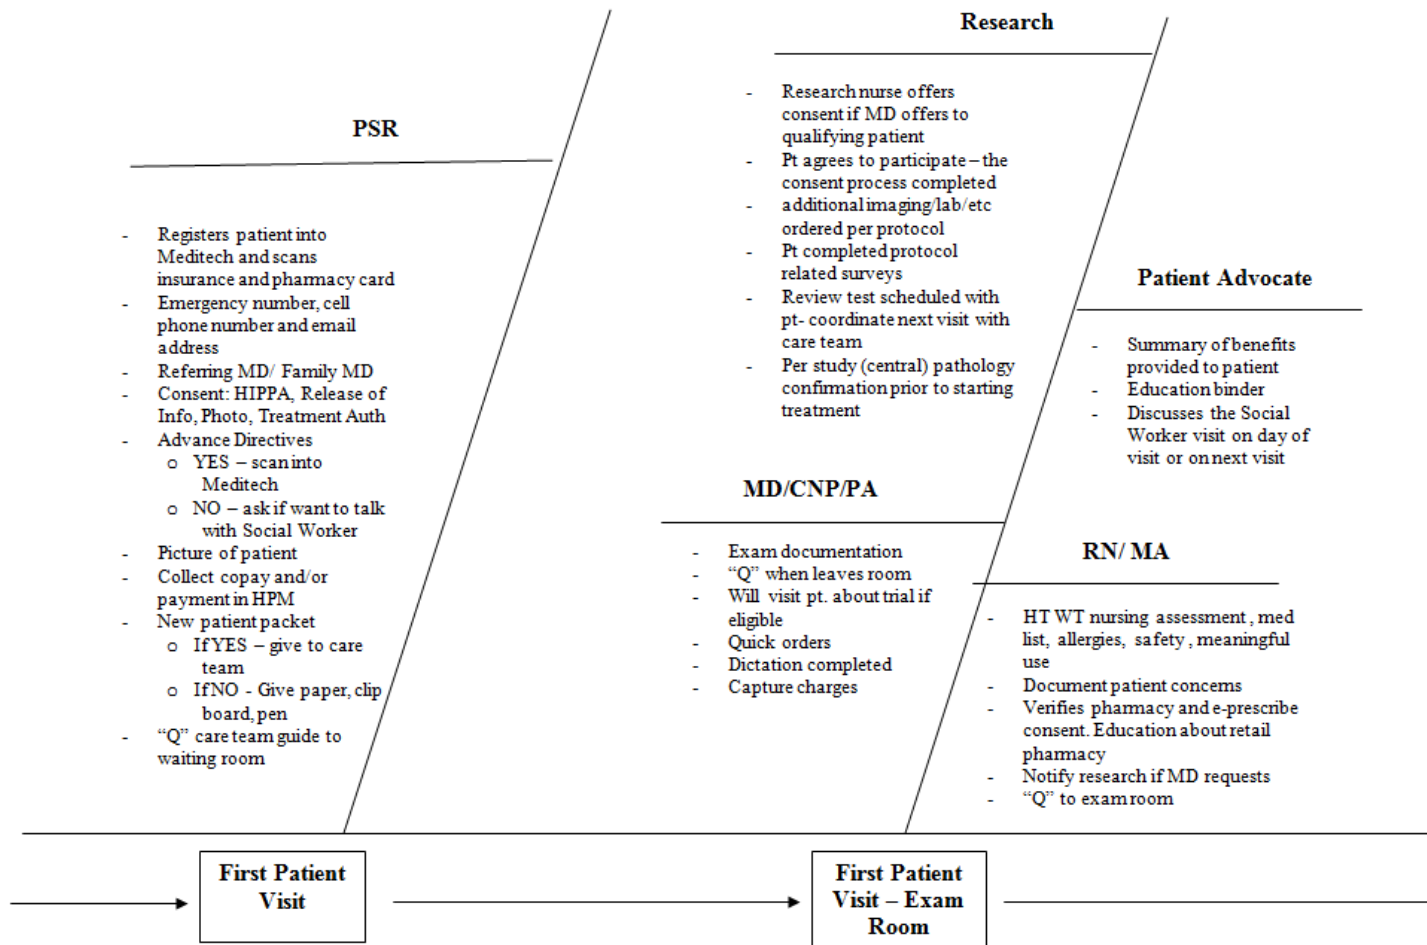 PSR
- Registers patient into
Meditech and scans
insurance and pharmacy card
- Emergency number, cell
phone number and email
address
- Referring MD/ Family MD
- Consent: HIPPA, Release of
Info, Photo, Treatment Auth
- Advance Directives
o YES – scan into
Meditech
o NO – ask if want to talk
with Social Worker
- Picture of patient
- Collect copay and/or
payment in HPM
- New patient packet
o If YES – give to care
team
o If NO - Give paper, clip
board, pen
- “Q” care team guide to
waiting room
Research
- Research nurse offers
consent if MD offers to
qualifying patient
- Pt agrees to participate – the
consent process completed
- additional imaging/lab/etc
ordered per protocol
- Pt completed protocol
related surveys
- Review test scheduled with
pt- coordinate next visit with
care team
- Per study (central) pathology
confirmation prior to starting
treatment
MD/CNP/PA
- Exam documentation
- “Q” when leaves room
- Will visit pt. about trial if
eligible
- Quick orders
- Dictation completed
- Capture charges
Patient Advocate
- Summary of benefits
provided to patient
- Education binder
- Discusses the Social
Worker visit on day of
visit or on next visit
RN/ MA
- HT WT nursing assessment , med
list, allergies, safety , meaningful
use
- Document patient concerns
- Verifies pharmacy and e-prescribe
consent. Education about retail
pharmacy
- Notify research if MD requests
- “Q” to exam room
First Patient
Visit
First Patient
Visit – Exam
Room